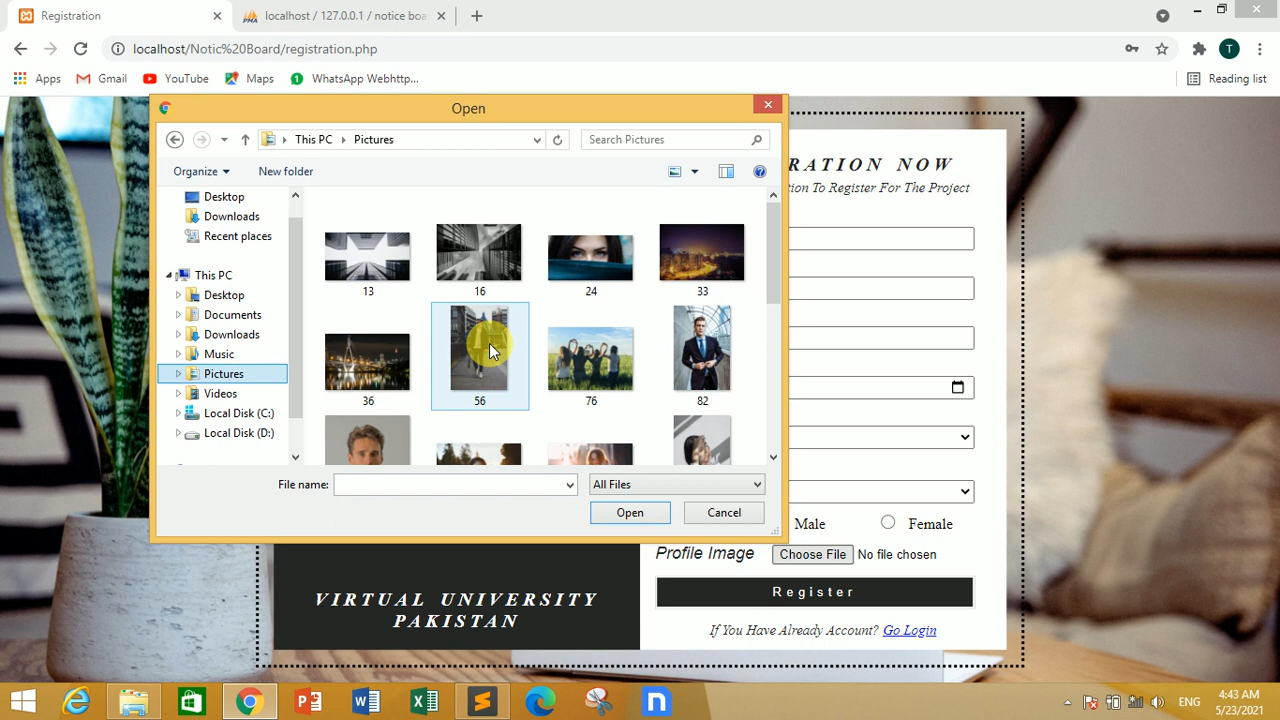 Registration
localhost / 127.0.0.1 / notice boa
localhost/Notic%20Board/registration.php
T
Apps
Gmail
YouTube
Maps
WhatsApp Webhttp...
Reading list
Open
This PC
Pictures
Search Pictures
Organize
New folder
Desktop
Downloads
Recent places
This PC
Desktop
Documents
Downloads
Music
Pictures
Videos
Local Disk (C:)
Local Disk (D:)
13
16
24
33
36
56
76
82
File name:
All Files
Open
Cancel
RATION NOW
tion To Register For The Project
Male
Female
Profile Image
Choose File
No file chosen
Register
If You Have Already Account? Go Login
VIRTUAL UNIVERSITY
PAKISTAN
ENG
4:43 AM
5/23/2021